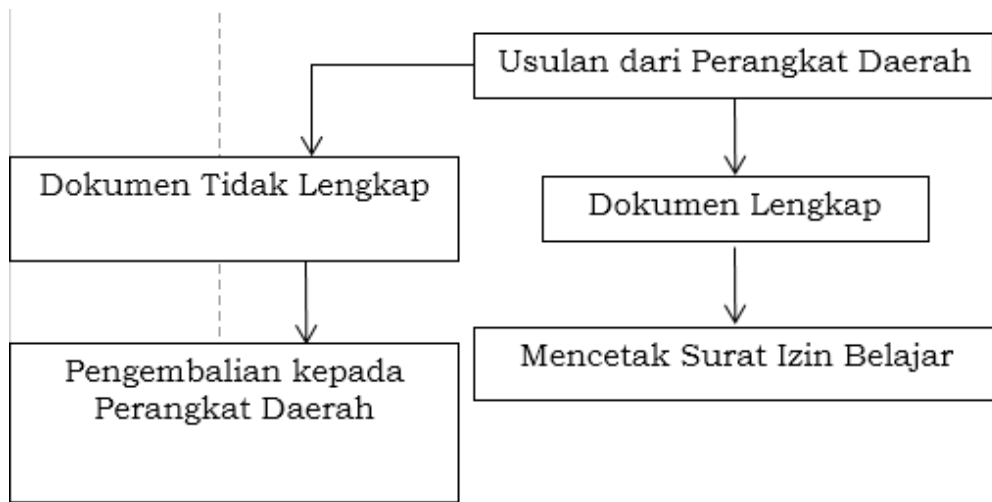 Usulan dari Perangkat Daerah
Dokumen Tidak Lengkap
Dokumen Lengkap
Pengembalian kepada
Perangkat Daerah
Mencetak Surat Izin Belajar